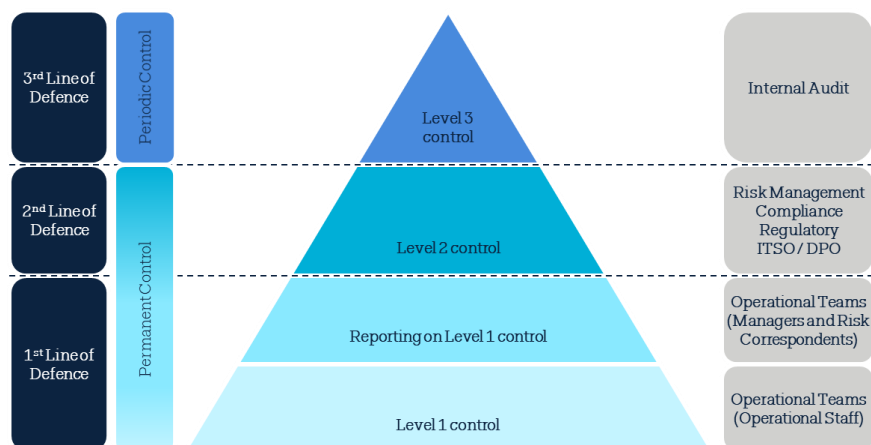 3rd Line of
Defence
Periodic Control
Level 3
control
Internal Audit
2nd Line of
Defence
Permanent Control
Level 2 control
Risk Management
Compliance
Regulatory
ITSO / DPO
1st Line of
Defence
Reporting on Level 1 control
Operational Teams
(Managers and Risk
Correspondents)
Level 1 control
Operational Teams
(Operational Staff)